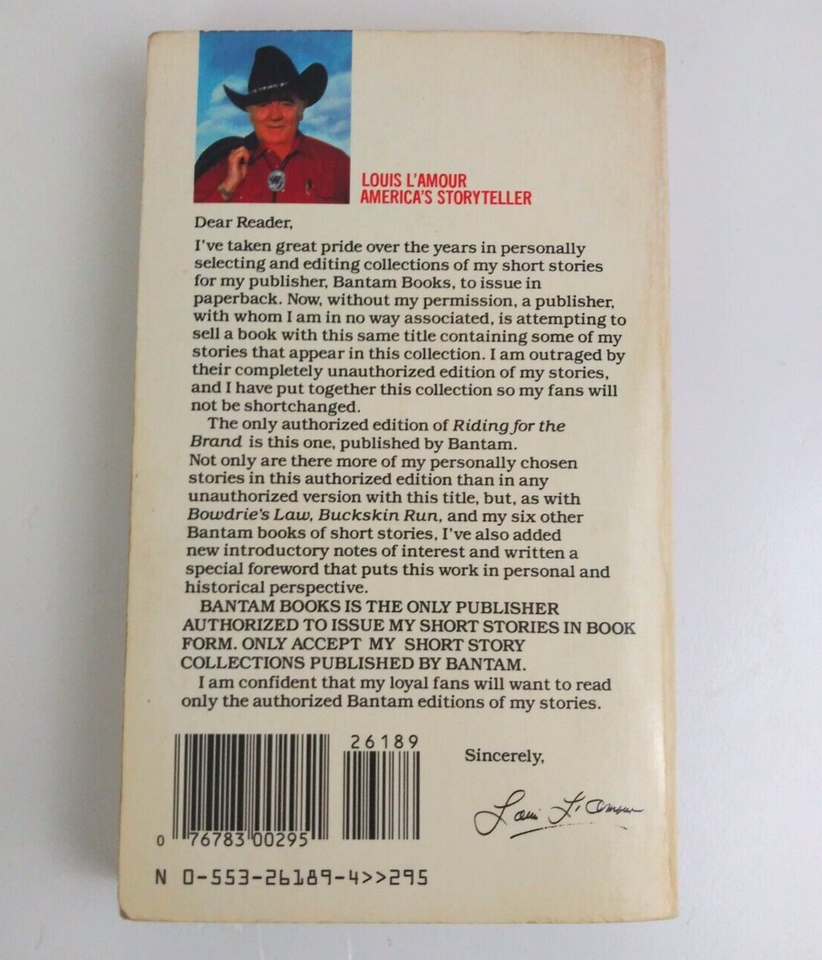 LOUIS L'AMOUR
AMERICA'S STORYTELLER
Dear Reader,
I've taken great pride over the years in personally
selecting and editing collections of my short stories
for my publisher, Bantam Books, to issue in
paperback. Now, without my permission, a publisher,
with whom I am in no way associated, is attempting to
sell a book with this same title containing some of my
stories that appear in this collection. I am outraged by
their completely unauthorized edition of my stories,
and I have put together this collection so my fans will
not be shortchanged.
The only authorized edition of Riding for the
Brand is this one, published by Bantam.
Not only are there more of my personally chosen
stories in this authorized edition than in any
unauthorized version with this title, but, as with
Bowdrie's Law, Buckskin Run, and my six other
Bantam books of short stories, I've also added
new introductory notes of interest and written a
special foreword that puts this work in personal and
historical perspective.
BANTAM BOOKS IS THE ONLY PUBLISHER
AUTHORIZED TO ISSUE MY SHORT STORIES IN BOOK
FORM. ONLY ACCEPT MY SHORT STORY
COLLECTIONS PUBLISHED BY BANTAM.
I am confident that my loyal fans will want to read
only the authorized Bantam editions of my stories.
Sincerely,
Louis L'Amour
26189
0 76783 00295
N 0-553-26189-4>>295